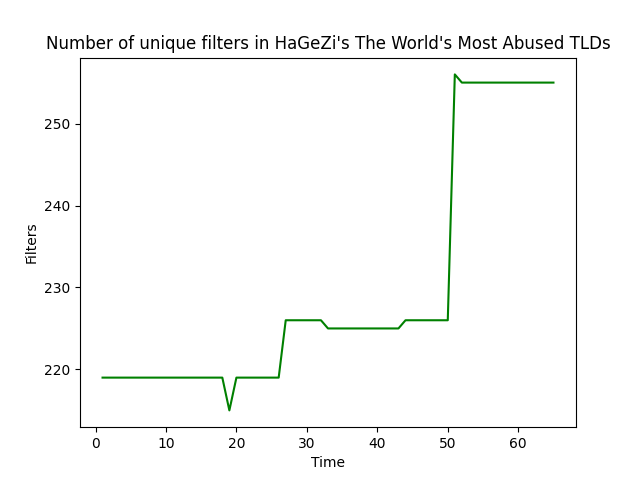 Number of unique filters in HaGeZi's The World's Most Abused TLDs
250
240
230
220
Filters
0 10 20 30 40 50 60
Time